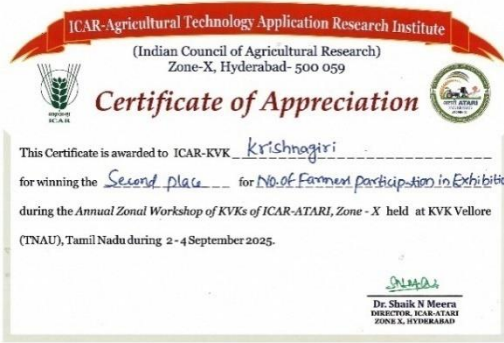 ICAR-Agricultural Technology Application Research Institute
(Indian Council of Agricultural Research)
Zone-X, Hyderabad- 500 059
Certificate of Appreciation
ICAR
ATARI
This Certificate is awarded to ICAR-KVK Krishnagiri
for winning the Second place for No. of Farmers participation in Exhibitio
during the Annual Zonal Workshop of KVKs of ICAR-ATARI, Zone - X held at KVK Vellore
(TNAU), Tamil Nadu during 2 - 4 September 2025.
Dr. Shaik N Meera
DIRECTOR, ICAR-ATARI
ZONE X, HYDERABAD